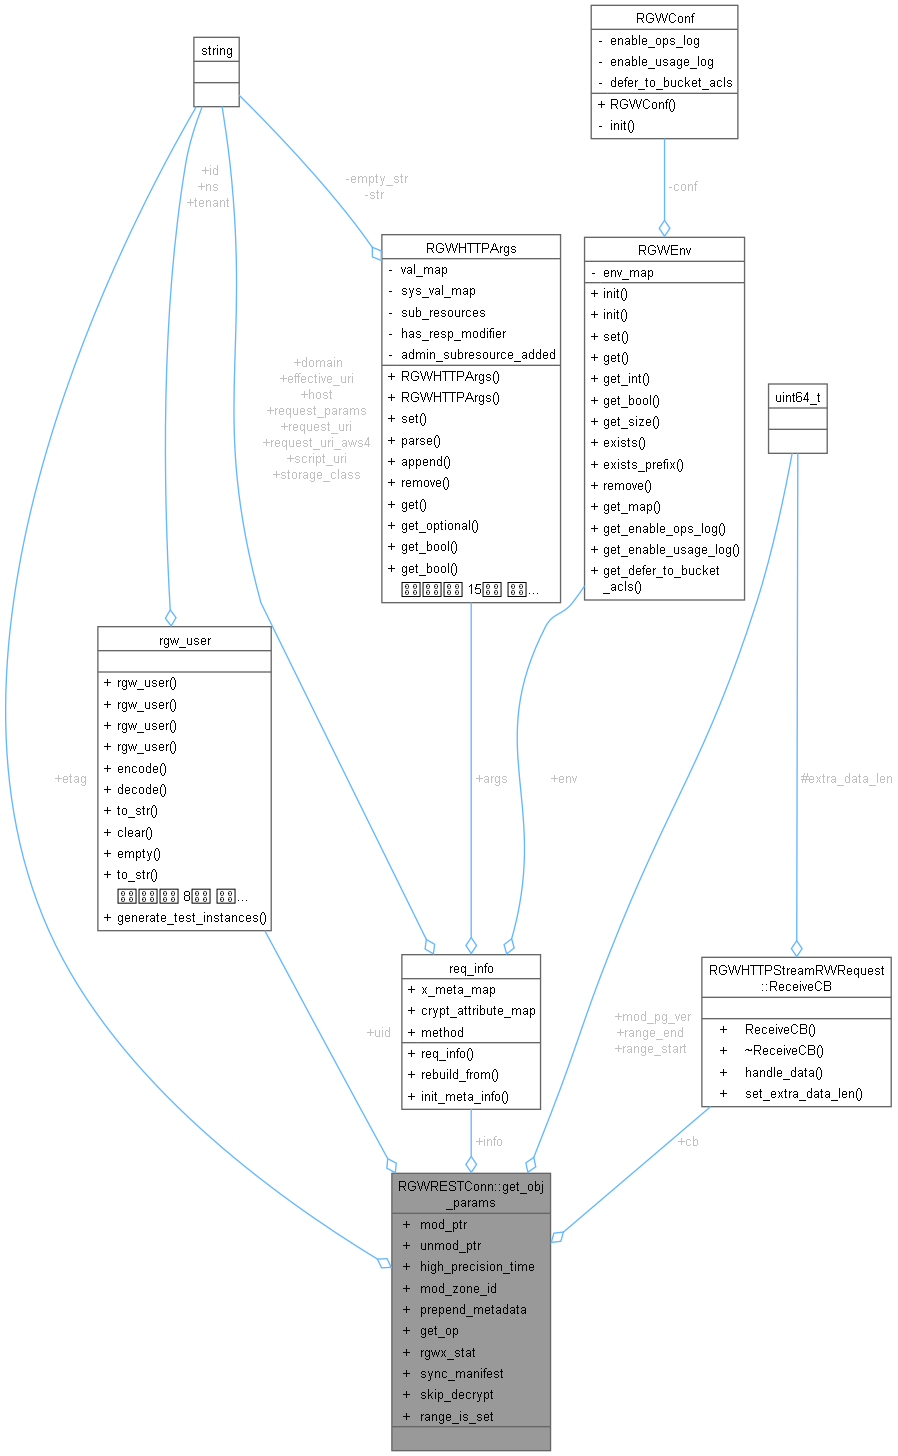 RGWConf
- enable_ops_log
- enable_usage_log
- defer_to_bucket_acls
+ RGWConf()
- init()
string
+id
+ns
+tenant
-empty_str
-str
-conf
RGWHTTPArgs
- val_map
- sys_val_map
- sub_resources
- has_resp_modifier
- admin_subresource_added
+ RGWHTTPArgs()
+ RGWHTTPArgs()
+ set()
+ parse()
+ append()
+ remove()
+ get()
+ get_optional()
+ get_bool()
+ get_bool()
15 ...
RGWEnv
- env_map
+ init()
+ init()
+ set()
+ get()
+ get_int()
+ get_bool()
+ get_size()
+ exists()
+ exists_prefix()
+ remove()
+ get_map()
+ get_enable_ops_log()
+ get_enable_usage_log()
+ get_defer_to_bucket
_acls()
+domain
+effective_uri
+host
+request_params
+request_uri
+request_uri_aws4
+script_uri
+storage_class
uint64_t
rgw_user
+ rgw_user()
+ rgw_user()
+ rgw_user()
+ rgw_user()
+ encode()
+ decode()
+ to_str()
+ clear()
+ empty()
+ to_str()
8 ...
+ generate_test_instances()
+etag
+args
+env
#extra_data_len
req_info
+ x_meta_map
+ crypt_attribute_map
+ method
+ req_info()
+ rebuild_from()
+ init_meta_info()
RGWHTTPStreamRWRequest
::ReceiveCB
+ ReceiveCB()
+ ~ReceiveCB()
+ handle_data()
+ set_extra_data_len()
+uid
+mod_pg_ver
+range_end
+range_start
+info
+cb
RGWRESTConn::get_obj
_params
+ mod_ptr
+ unmod_ptr
+ high_precision_time
+ mod_zone_id
+ prepend_metadata
+ get_op
+ rgwx_stat
+ sync_manifest
+ skip_decrypt
+ range_is_set